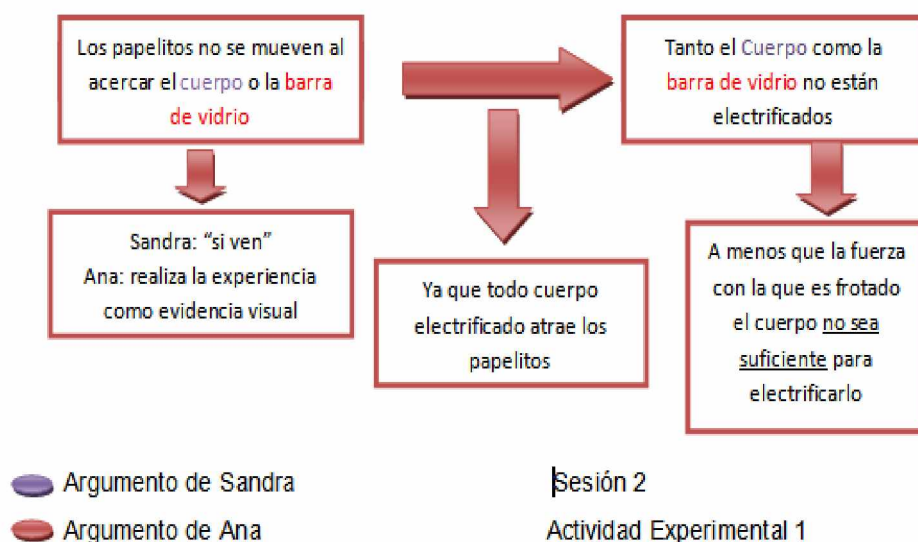 Los papelitos no se mueven al
acercar el cuerpo o la barra
de vidrio
Tanto el Cuerpo como la
barra de vidrio no están
electrificados
Sandra: “si ven”
Ana: realiza la experiencia
como evidencia visual
Ya que todo cuerpo
electrificado atrae los
papelitos
A menos que la fuerza
con la que es frotado
el cuerpo no sea
suficiente para
electrificarlo
Argumento de Sandra
Sesión 2
Argumento de Ana
Actividad Experimental 1